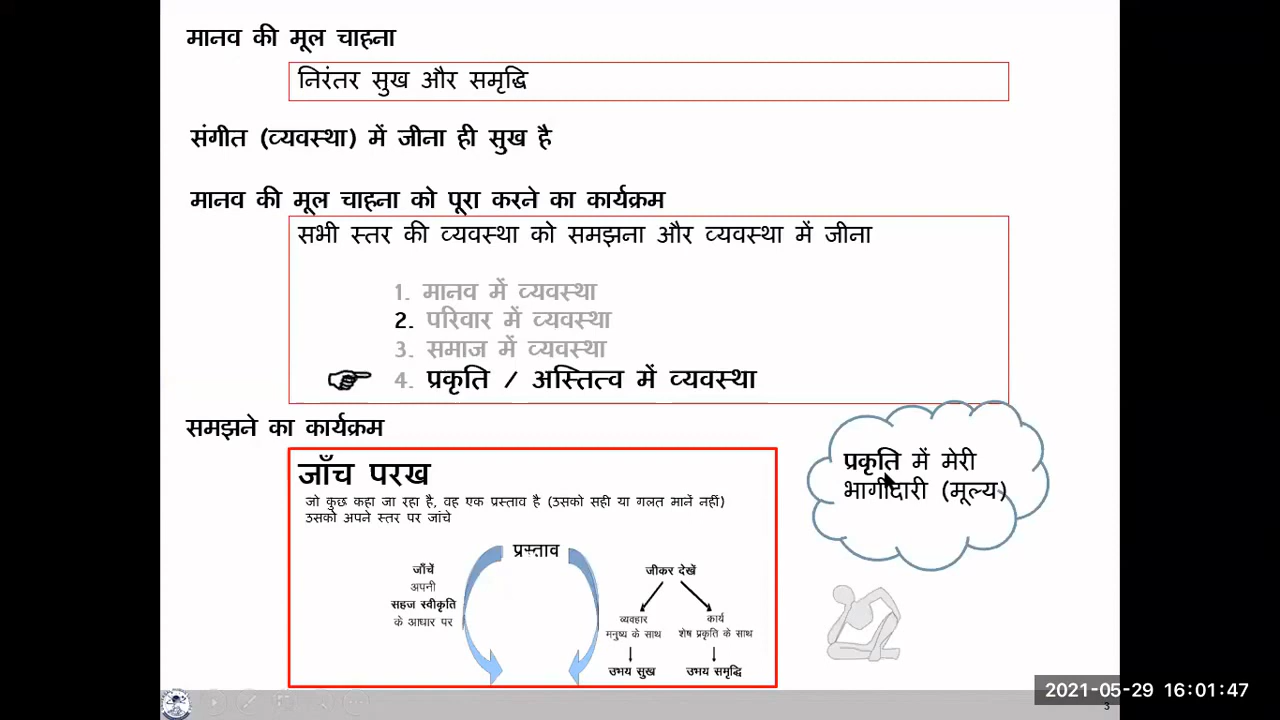 मानव की मूल चाहना
निरंतर सुख और समृद्धि
संगीत (व्यवस्था) में जीना ही सुख है
मानव की मूल चाहना को पूरा करने का कार्यक्रम
सभी स्तर की व्यवस्था को समझना और व्यवस्था में जीना
1. मानव में व्यवस्था
2. परिवार में व्यवस्था
3. समाज में व्यवस्था
4. प्रकृति / अस्तित्व में व्यवस्था
समझने का कार्यक्रम
जाँच परख
जो कुछ कहा जा रहा है, वह एक प्रस्ताव है (उसको सही या गलत मानें नहीं)
उसको अपने स्तर पर जांचे
प्रस्ताव
जाँचें
अपनी
सहज स्वीकृति
के आधार पर
जीकर देखें
व्यवहार
मनुष्य के साथ
उभय सुख
कार्य
शेष प्रकृति के साथ
उभय समृद्धि
प्रकृति में मेरी
भागीदारी (मूल्य)
2021-05-29 16:01:47
3